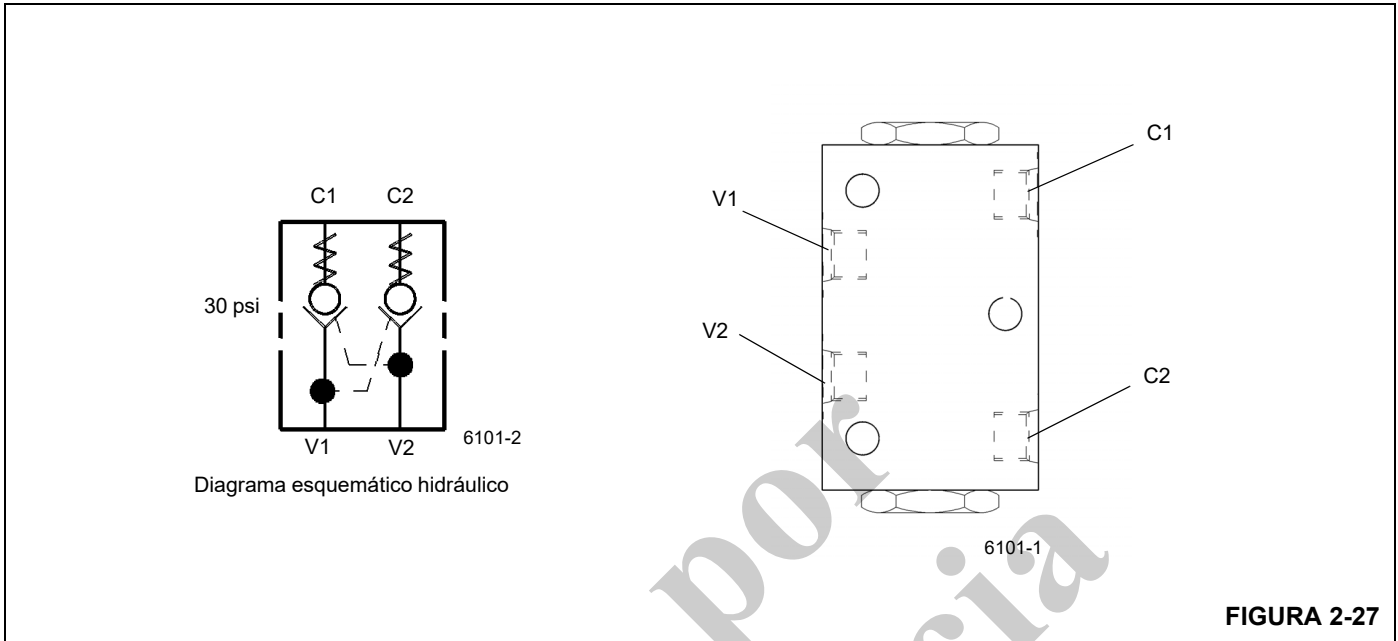 C1 C2
30 psi
V1 V2
6101-2
Diagrama esquemático hidráulico
C1
V1
V2
C2
6101-1
por
FIGURA 2-27